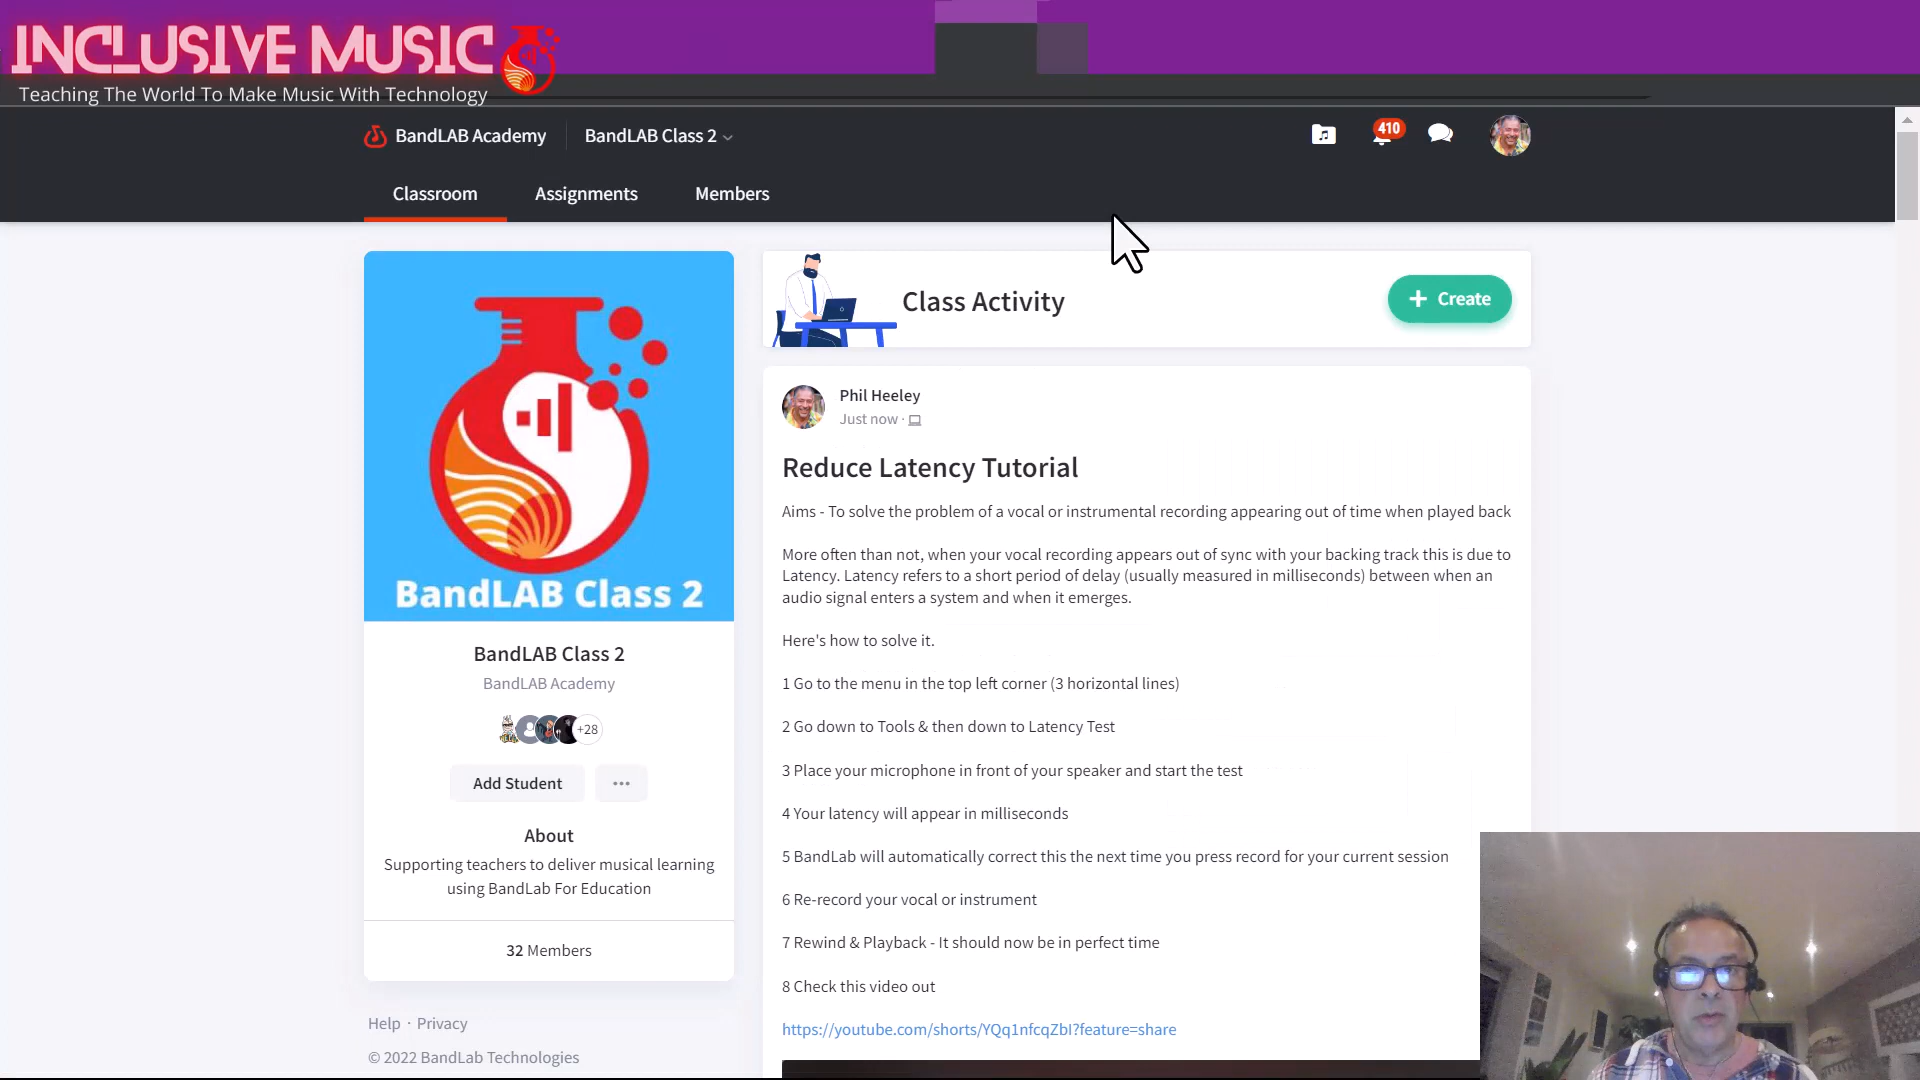 INCLUSIVE MUSIC
Teaching The World To Make Music With Technology
BandLAB Academy
BandLAB Class 2
410
Classroom
Assignments
Members
BandLAB Class 2
BandLAB Class 2
BandLAB Academy
+28
Add Student
About
Supporting teachers to deliver musical learning
using BandLab For Education
32 Members
Help · Privacy
© 2022 BandLab Technologies
Class Activity
+ Create
Phil Heeley
Just now ·
Reduce Latency Tutorial
Aims - To solve the problem of a vocal or instrumental recording appearing out of time when played back
More often than not, when your vocal recording appears out of sync with your backing track this is due to
Latency. Latency refers to a short period of delay (usually measured in milliseconds) between when an
audio signal enters a system and when it emerges.
Here's how to solve it.
1 Go to the menu in the top left corner (3 horizontal lines)
2 Go down to Tools & then down to Latency Test
3 Place your microphone in front of your speaker and start the test
4 Your latency will appear in milliseconds
5 BandLab will automatically correct this the next time you press record for your current session
6 Re-record your vocal or instrument
7 Rewind & Playback - It should now be in perfect time
8 Check this video out
https://youtube.com/shorts/YQq1nfcqZbI?feature=share